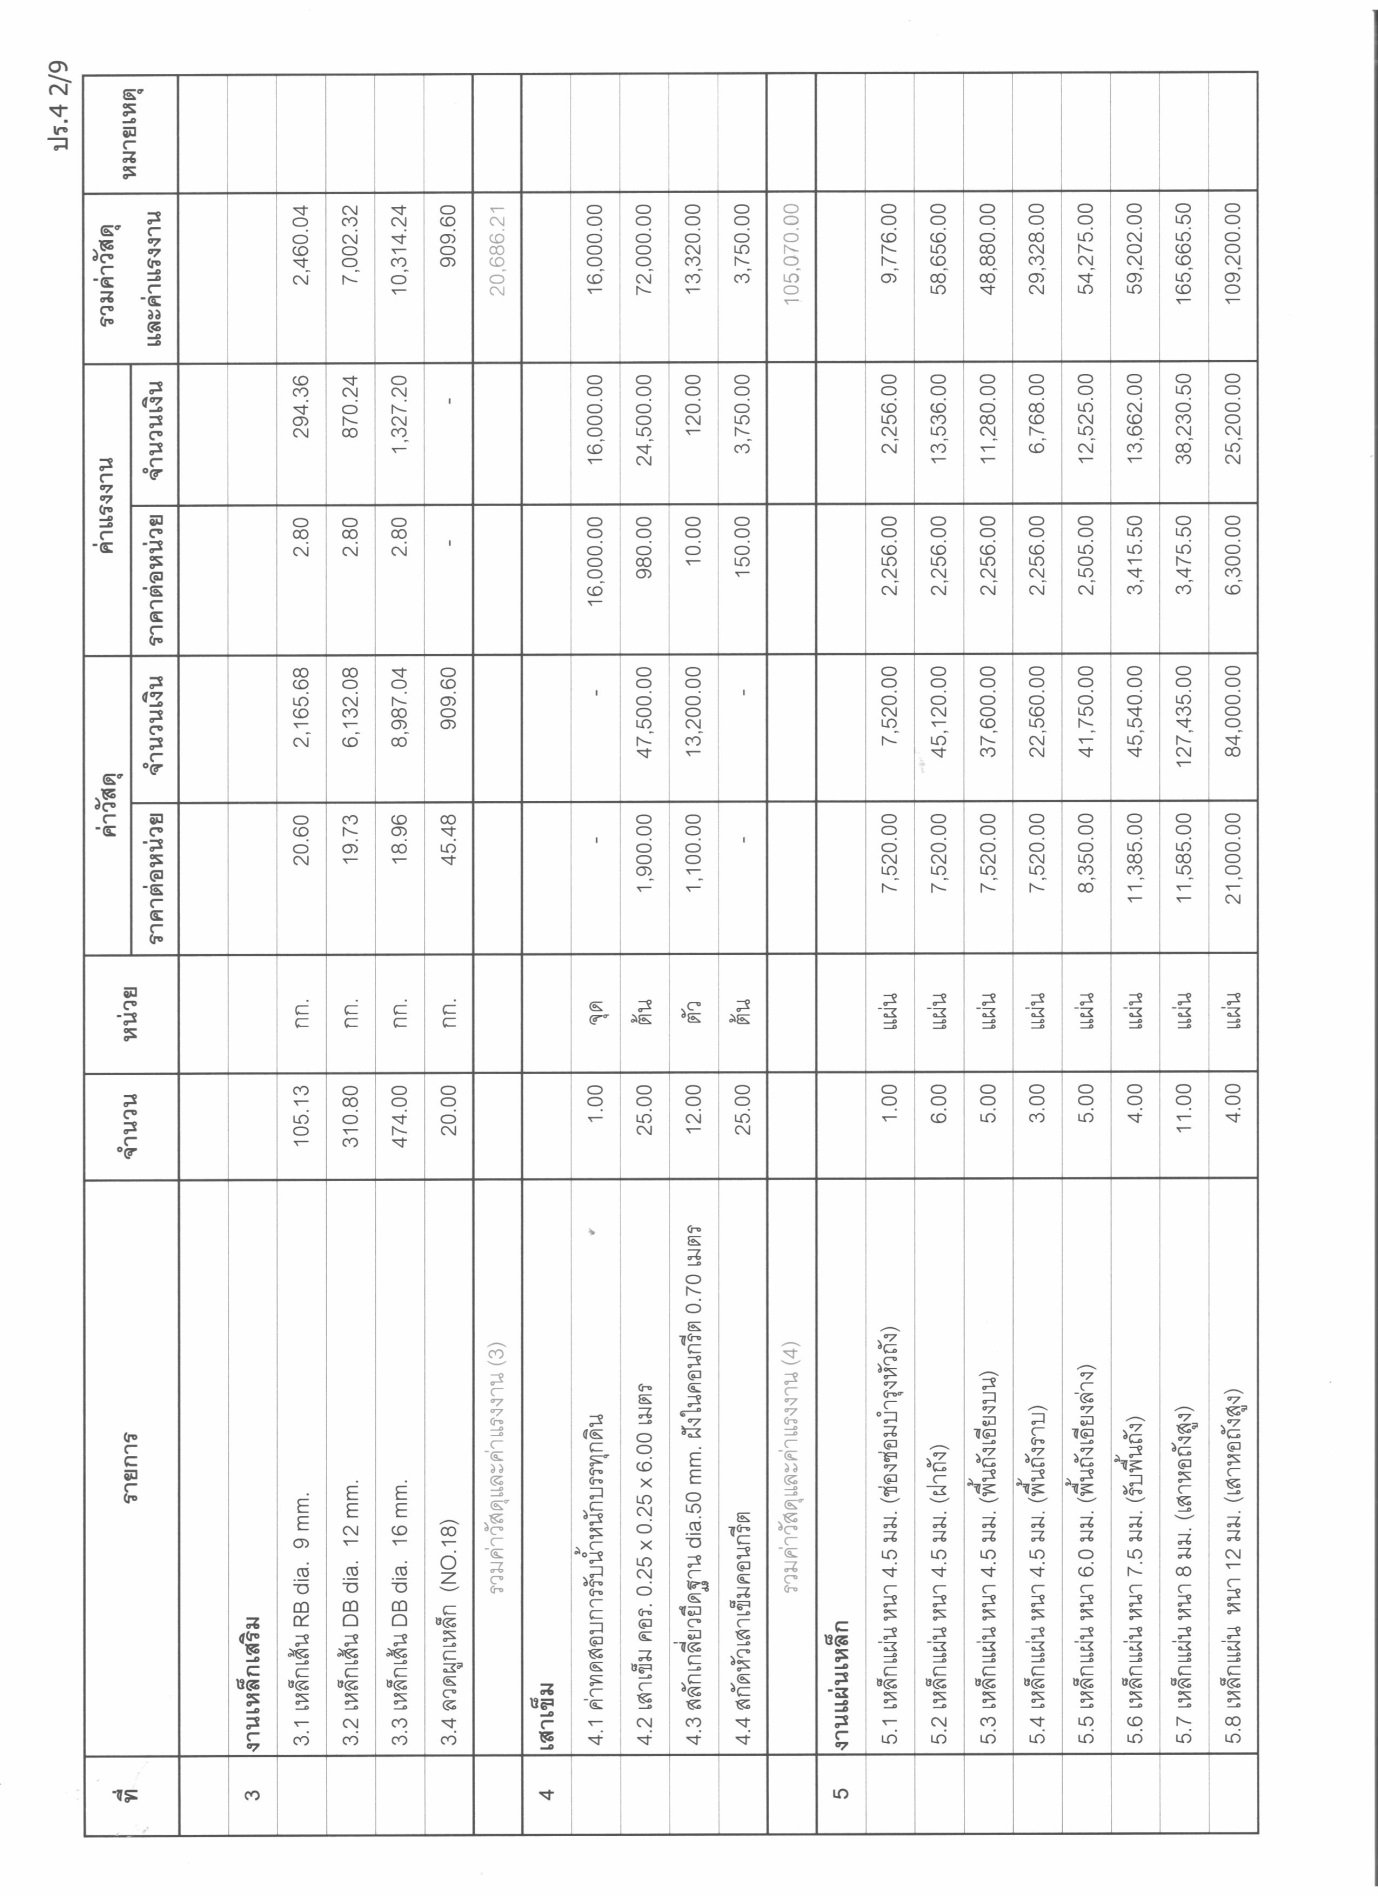 ปร.4 2/9
ที่ รายการ จำนวน หน่วย ค่าวัสดุ ค่าแรงงาน รวมค่าวัสดุ หมายเหตุ
ราคาต่อหน่วย จำนวนเงิน ราคาต่อหน่วย จำนวนเงิน และค่าแรงงาน
3 งานเหล็กเสริม
3.1 เหล็กเส้น RB dia. 9 mm. 105.13 กก. 20.60 2,165.68 2.80 294.36 2,460.04
3.2 เหล็กเส้น DB dia. 12 mm. 310.80 กก. 19.73 6,132.08 2.80 870.24 7,002.32
3.3 เหล็กเส้น DB dia. 16 mm. 474.00 กก. 18.96 8,987.04 2.80 1,327.20 10,314.24
3.4 ลวดผูกเหล็ก (NO.18) 20.00 กก. 45.48 909.60 - - 909.60
รวมค่าวัสดุและค่าแรงงาน (3) 20,686.21
4 เสาเข็ม
4.1 ค่าทดสอบการรับน้ำหนักบรรทุกดิน 1.00 จุด - - 16,000.00 16,000.00 16,000.00
4.2 เสาเข็ม คอร. 0.25 x 0.25 x 6.00 เมตร 25.00 ต้น 1,900.00 47,500.00 980.00 24,500.00 72,000.00
4.3 สลักเกลียวยึดฐาน dia.50 mm. ฝังในคอนกรีต 0.70 เมตร 12.00 ตัว 1,100.00 13,200.00 10.00 120.00 13,320.00
4.4 สกัดหัวเสาเข็มคอนกรีต 25.00 ต้น - - 150.00 3,750.00 3,750.00
รวมค่าวัสดุและค่าแรงงาน (4) 105,070.00
5 งานแผ่นเหล็ก
5.1 เหล็กแผ่น หนา 4.5 มม. (ช่องซ่อมบำรุงหัวถัง) 1.00 แผ่น 7,520.00 7,520.00 2,256.00 2,256.00 9,776.00
5.2 เหล็กแผ่น หนา 4.5 มม. (ฝาถัง) 6.00 แผ่น 7,520.00 45,120.00 2,256.00 13,536.00 58,656.00
5.3 เหล็กแผ่น หนา 4.5 มม. (พื้นถังเอียงบน) 5.00 แผ่น 7,520.00 37,600.00 2,256.00 11,280.00 48,880.00
5.4 เหล็กแผ่น หนา 4.5 มม. (พื้นถังราบ) 3.00 แผ่น 7,520.00 22,560.00 2,256.00 6,768.00 29,328.00
5.5 เหล็กแผ่น หนา 6.0 มม. (พื้นถังเอียงล่าง) 5.00 แผ่น 8,350.00 41,750.00 2,505.00 12,525.00 54,275.00
5.6 เหล็กแผ่น หนา 7.5 มม. (รับพื้นถัง) 4.00 แผ่น 11,385.00 45,540.00 3,415.50 13,662.00 59,202.00
5.7 เหล็กแผ่น หนา 8 มม. (เสาหอถังสูง) 11.00 แผ่น 11,585.00 127,435.00 3,475.50 38,230.50 165,665.50
5.8 เหล็กแผ่น หนา 12 มม. (เสาหอถังสูง) 4.00 แผ่น 21,000.00 84,000.00 6,300.00 25,200.00 109,200.00